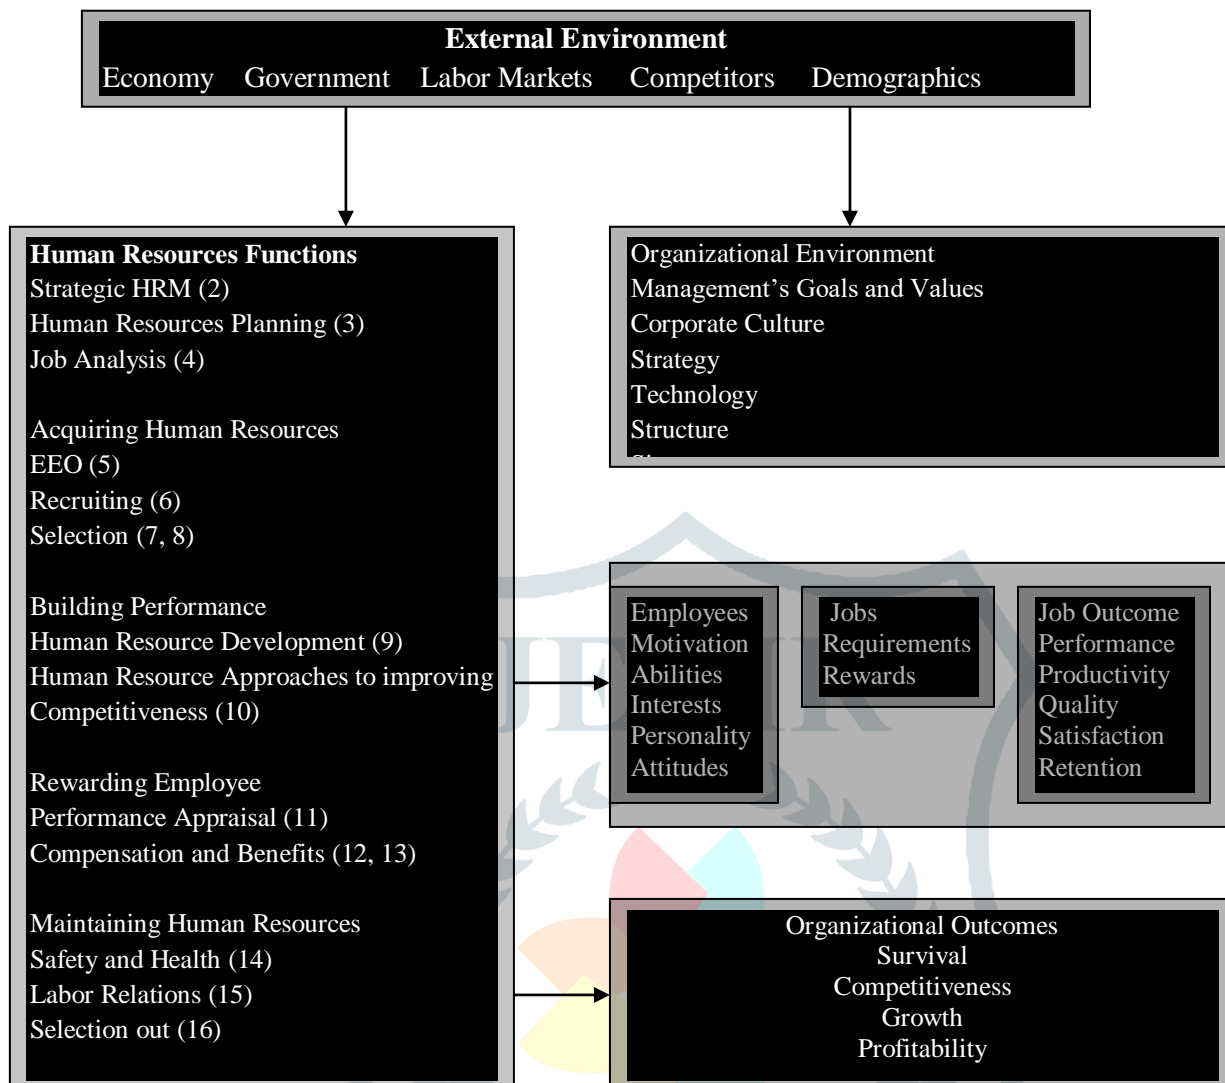 External Environment
Economy Government Labor Markets Competitors Demographics
Human Resources Functions
Strategic HRM (2)
Human Resources Planning (3)
Job Analysis (4)
Acquiring Human Resources
EEO (5)
Recruiting (6)
Selection (7, 8)
Building Performance
Human Resource Development (9)
Human Resource Approaches to improving
Competitiveness (10)
Rewarding Employee
Performance Appraisal (11)
Compensation and Benefits (12, 13)
Maintaining Human Resources
Safety and Health (14)
Labor Relations (15)
Selection out (16)
Organizational Environment
Management’s Goals and Values
Corporate Culture
Strategy
Technology
Structure
Employees
Motivation
Abilities
Interests
Personality
Attitudes
Jobs
Requirements
Rewards
Job Outcome
Performance
Productivity
Quality
Satisfaction
Retention
Organizational Outcomes
Survival
Competitiveness
Growth
Profitability